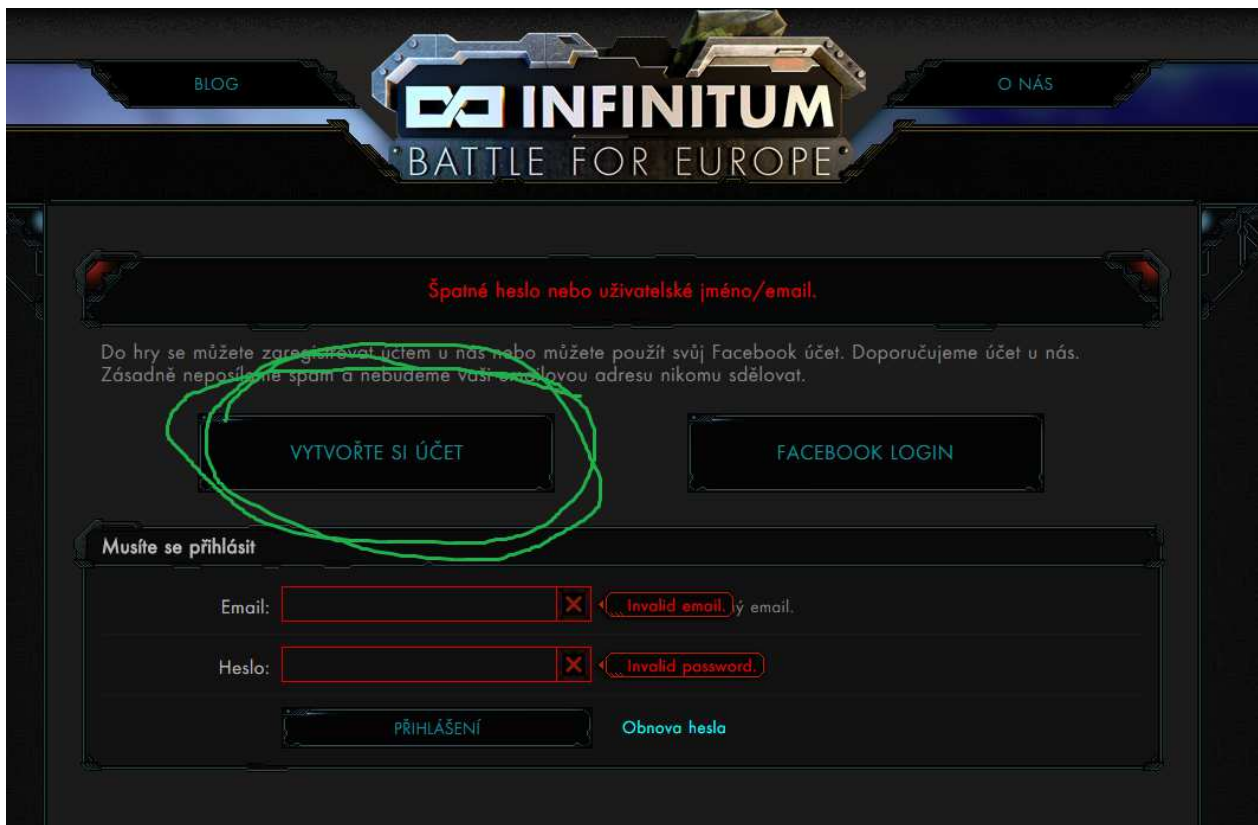 BLOG
O NÁS
INFINITUM
BATTLE FOR EUROPE
Špatné heslo nebo uživatelské jméno/email.
Do hry se můžete zaregistrovat účtem u nás nebo můžete použít svůj Facebook účet. Doporučujeme účet u nás.
Zásadně neposíláme spam a nebudeme vaši emailovou adresu nikomu sdělovat.
VYTVOŘTE SI ÚČET
FACEBOOK LOGIN
Musíte se přihlásit
Email:
Invalid email.
ý email.
Heslo:
Invalid password.
PŘIHLÁŠENÍ
Obnova hesla